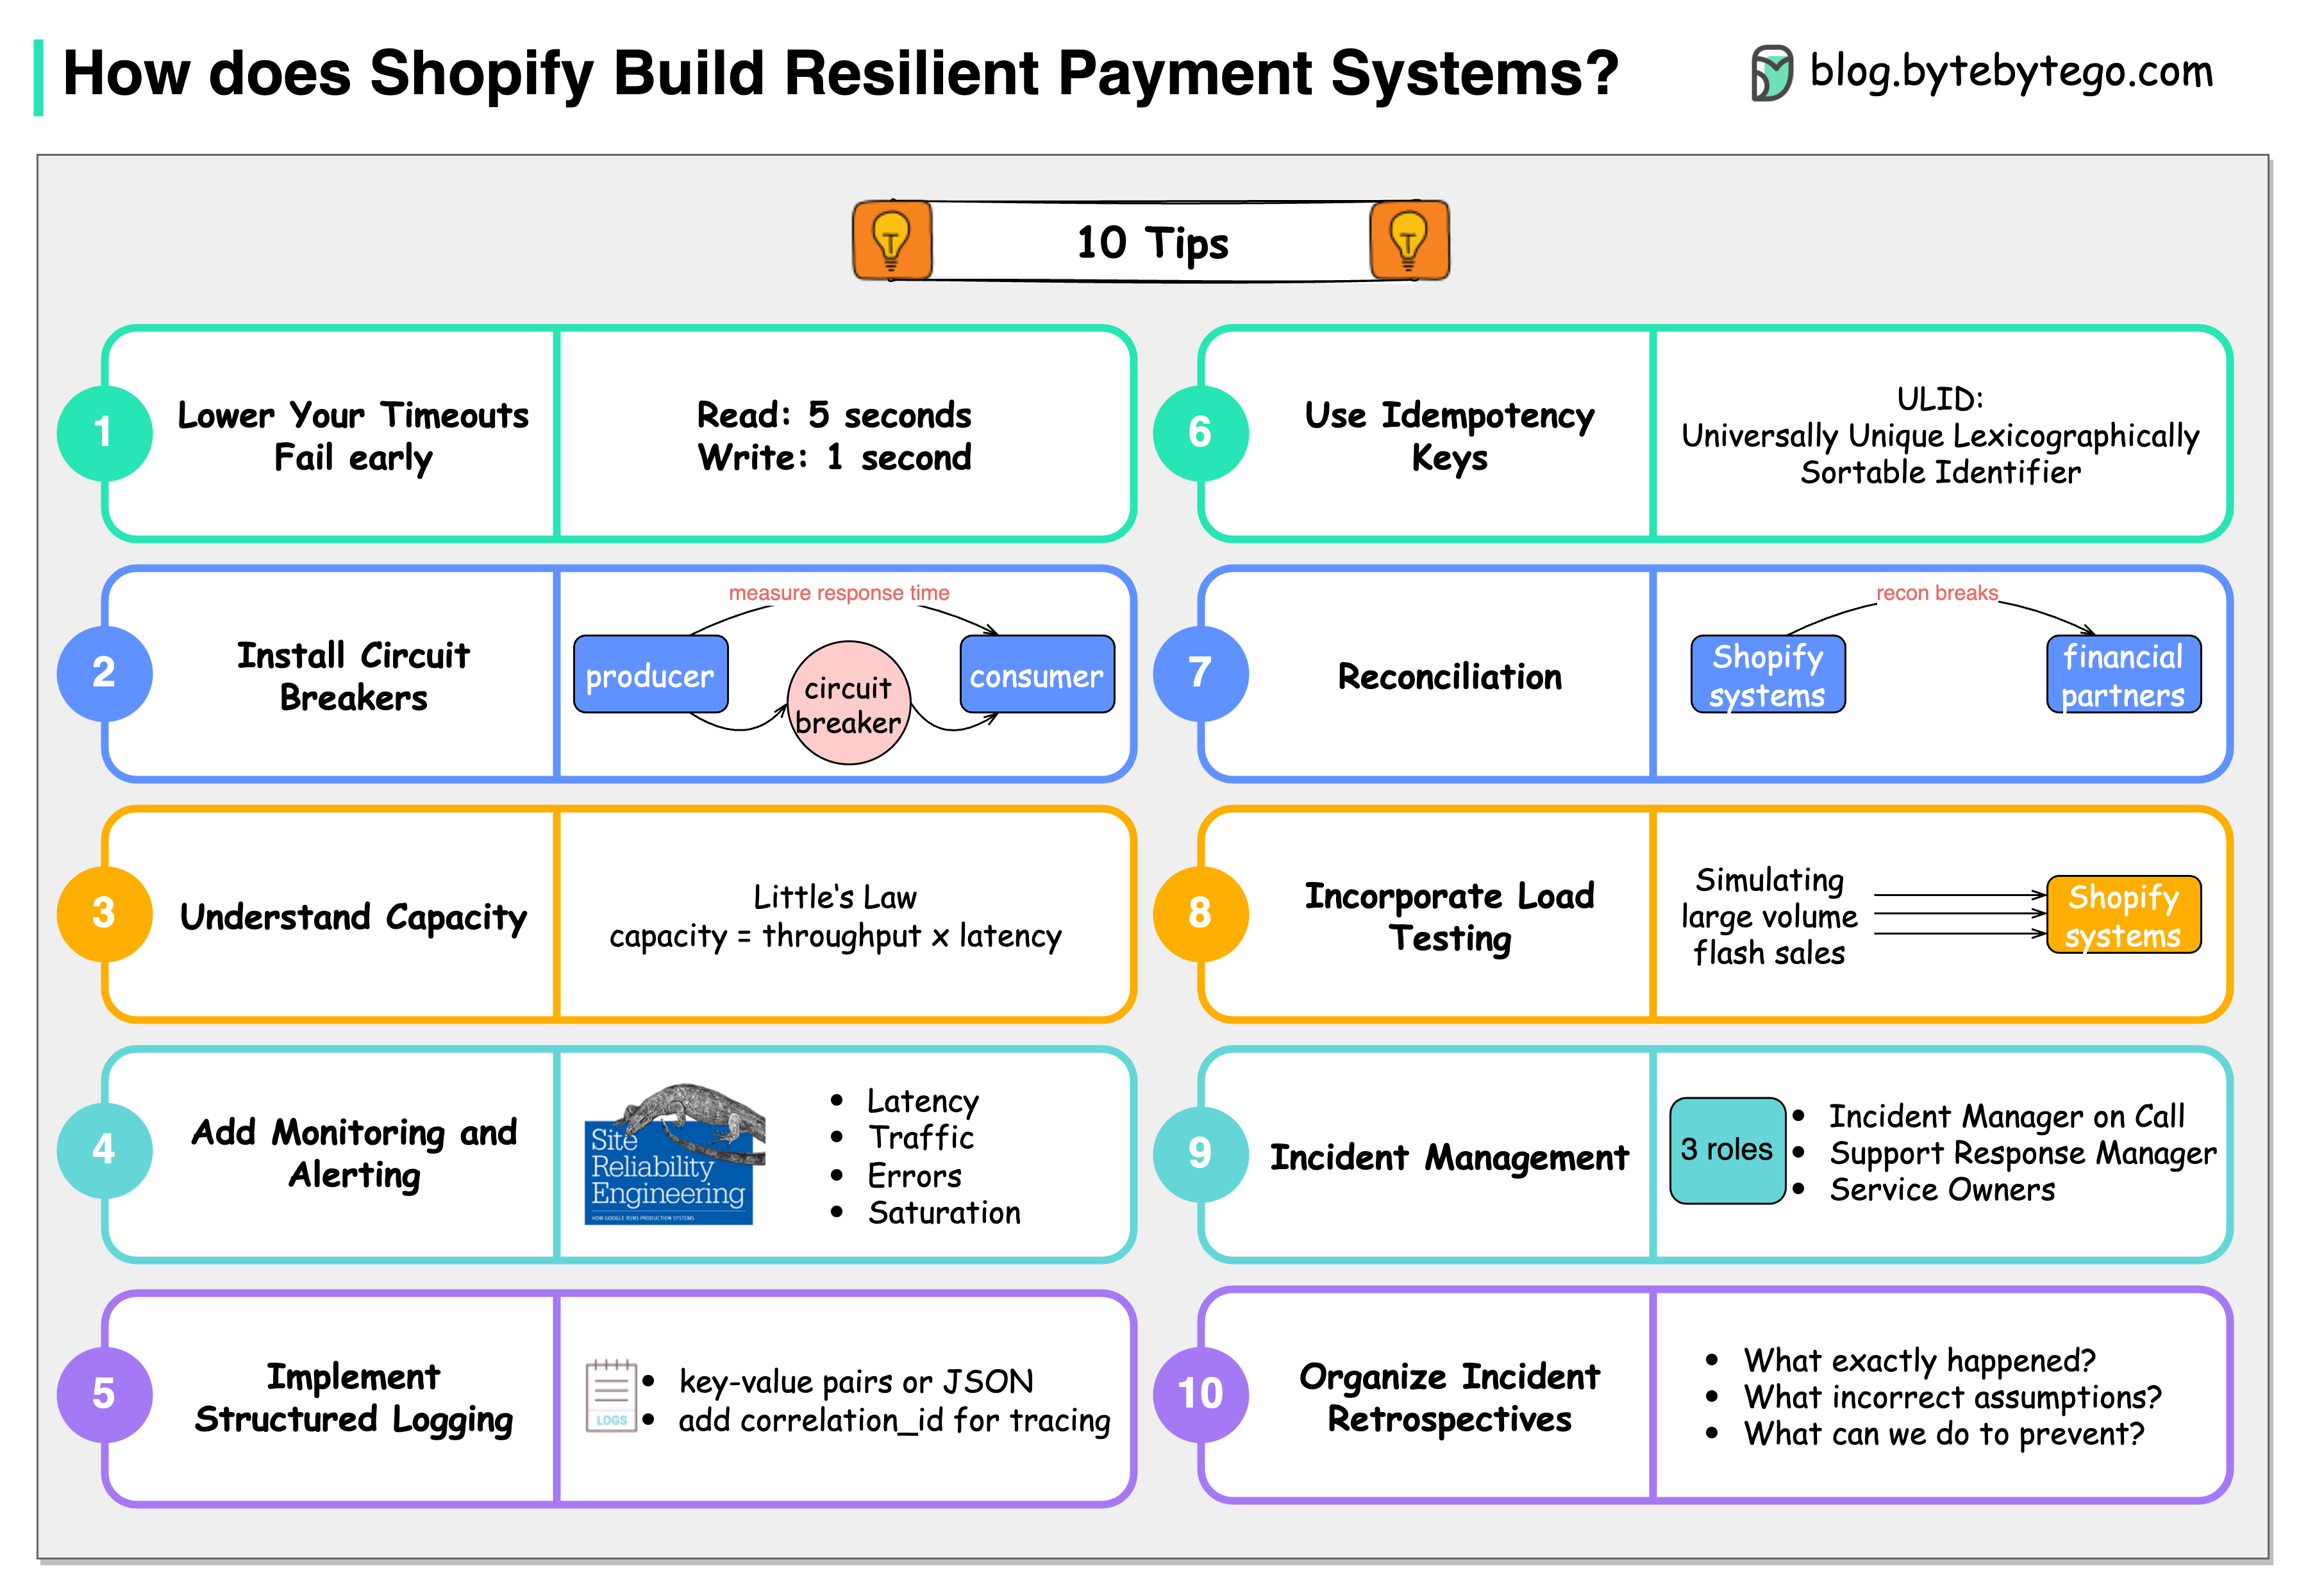 How does Shopify Build Resilient Payment Systems?
blog.bytebytego.com
10 Tips
1
Lower Your Timeouts
Fail early
Read: 5 seconds
Write: 1 second
2
Install Circuit
Breakers
measure response time
producer
circuit
breaker
consumer
3
Understand Capacity
Little's Law
capacity = throughput x latency
4
Add Monitoring and
Alerting
Site
Reliability
Engineering
HOW GOOGLE RUNS PRODUCTION SYSTEMS
• Latency
• Traffic
• Errors
• Saturation
5
Implement
Structured Logging
LOGS
• key-value pairs or JSON
• add correlation_id for tracing
6
Use Idempotency
Keys
ULID:
Universally Unique Lexicographically
Sortable Identifier
7
Reconciliation
recon breaks
Shopify
systems
financial
partners
8
Incorporate Load
Testing
Simulating
large volume
flash sales
Shopify
systems
9
Incident Management
3 roles
• Incident Manager on Call
• Support Response Manager
• Service Owners
10
Organize Incident
Retrospectives
• What exactly happened?
• What incorrect assumptions?
• What can we do to prevent?